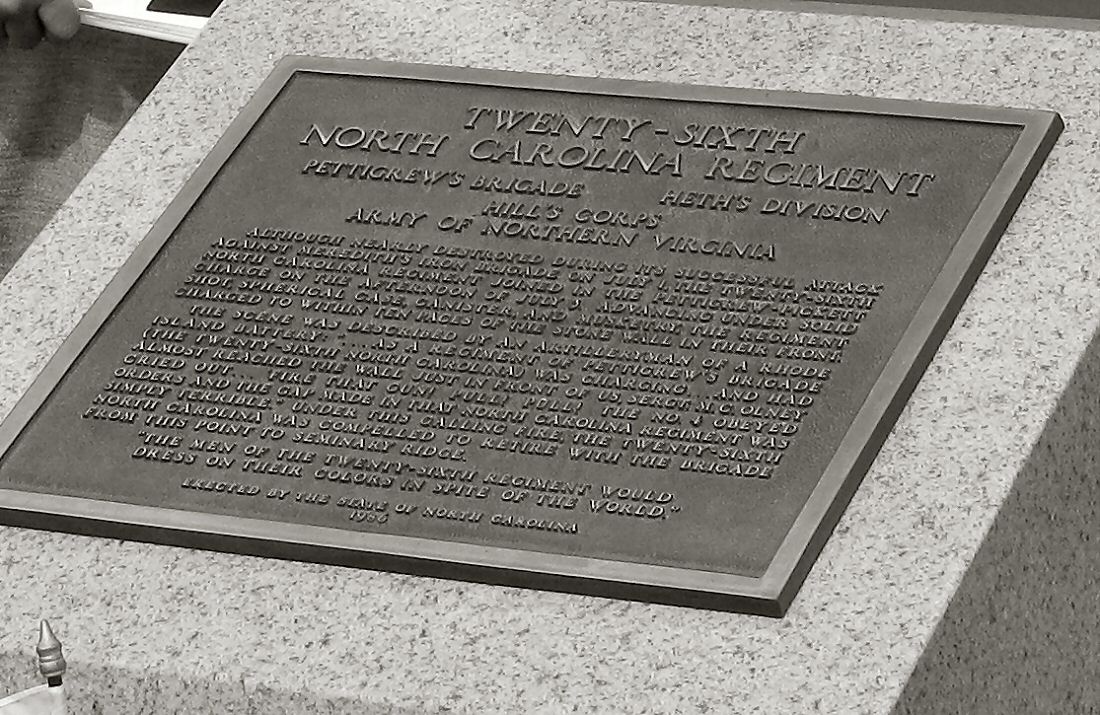 TWENTY-SIXTH
NORTH CAROLINA REGIMENT
PETTIGREW'S BRIGADE HETH'S DIVISION
HILL'S CORPS
ARMY OF NORTHERN VIRGINIA
ALTHOUGH NEARLY DESTROYED DURING ITS SUCCESSFUL ATTACK
AGAINST MEREDITH'S IRON BRIGADE ON JULY 1, THE TWENTY-SIXTH
NORTH CAROLINA REGIMENT JOINED IN THE PETTIGREW-PICKETT
CHARGE ON THE AFTERNOON OF JULY 3. ADVANCING UNDER SOLID
SHOT, SPHERICAL CASE, CANISTER, AND MUSKETRY, THE REGIMENT
CHARGED TO WITHIN TEN PACES OF THE STONE WALL IN THEIR FRONT.
THE SCENE WAS DESCRIBED BY AN ARTILLERYMAN OF A RHODE
ISLAND BATTERY: "...AS A REGIMENT OF PETTIGREW'S BRIGADE
(THE TWENTY-SIXTH NORTH CAROLINA) WAS CHARGING ... AND HAD
ALMOST REACHED THE WALL JUST IN FRONT OF US SERGT. M.C. OLNEY
CRIED OUT... 'FIRE THAT GUN! PULL! PULL!' THE NO. 4 OBEYED
ORDERS AND THE GAP MADE IN THAT NORTH CAROLINA REGIMENT WAS
SIMPLY TERRIBLE." UNDER THIS GALLING FIRE, THE TWENTY-SIXTH
NORTH CAROLINA WAS COMPELLED TO RETIRE WITH THE BRIGADE
FROM THIS POINT TO SEMINARY RIDGE.
"THE MEN OF THE TWENTY-SIXTH REGIMENT WOULD
DRESS ON THEIR COLORS IN SPITE OF THE WORLD."
ERECTED BY THE STATE OF NORTH CAROLINA
1986